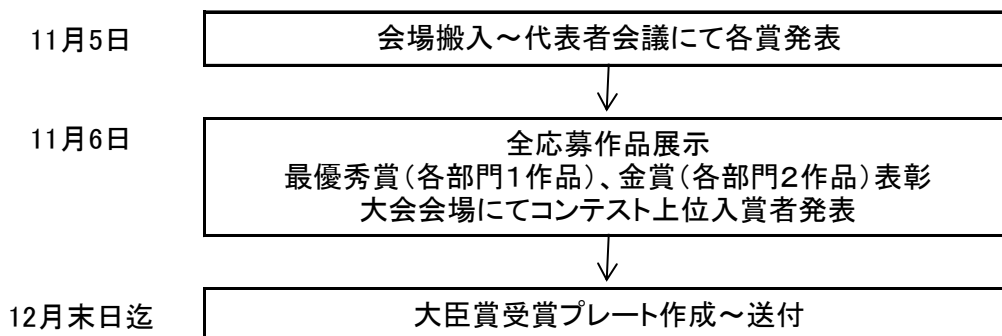 11月5日
会場搬入～代表者会議にて各賞発表
11月6日
全応募作品展示
最優秀賞（各部門１作品）、金賞（各部門２作品）表彰
大会会場にてコンテスト上位入賞者発表
12月末日迄
大臣賞受賞プレート作成～送付